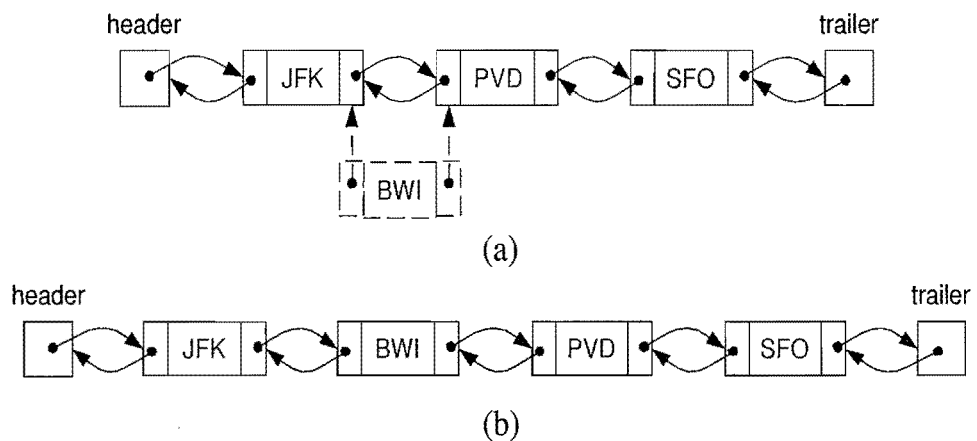 header trailer
JFK PVD SFO
BWI
(a)
header trailer
JFK BWI PVD SFO
(b)